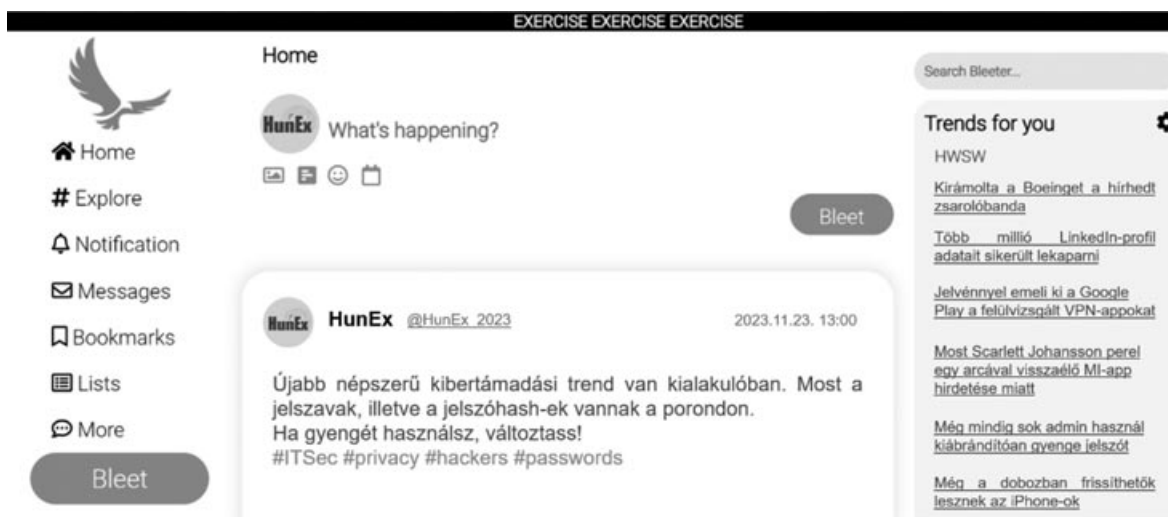 EXERCISE EXERCISE EXERCISE
Home
Explore
Notification
Messages
Bookmarks
Lists
More
Bleet
Home
HunEx
What's happening?
Bleet
HunEx
HunEx @HunEx_2023 2023.11.23. 13:00
Újabb népszerű kibertámadási trend van kialakulóban. Most a
jelszavak, illetve a jelszóhash-ek vannak a porondon.
Ha gyengét használsz, változtass!
#ITSec #privacy #hackers #passwords
Search Bleeter...
Trends for you
HWSW
Kirámolta a Boeinget a hírhedt
zsarolóbanda
Több millió LinkedIn-profil
adatait sikerült lekaparni
Jelvénnyel emeli ki a Google
Play a felülvizsgált VPN-appokat
Most Scarlett Johansson perel
egy arcával visszaélő MI-app
hirdetése miatt
Még mindig sok admin használ
kiábrándítóan gyenge jelszót
Még a dobozban frissíthetők
lesznek az iPhone-ok